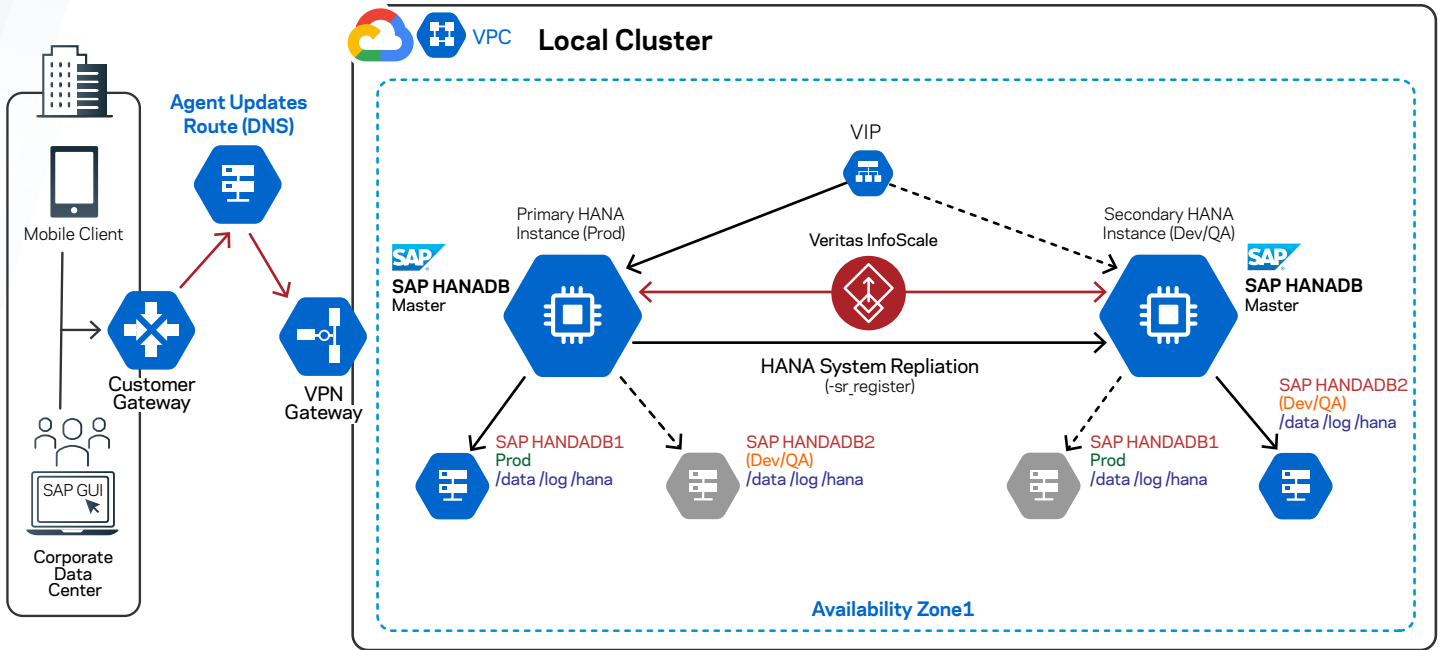 VPC
Local Cluster
Agent Updates
Route (DNS)
Mobile Client
Customer
Gateway
VPN
Gateway
SAP GUI
Corporate
Data
Center
VIP
Primary HANA
Instance (Prod)
SAP
SAP HANADB
Master
Veritas InfoScale
Secondary HANA
Instance (Dev/QA)
SAP
SAP HANADB
Master
HANA System Repliation
(-sr_register)
SAP HANDADB1
Prod
/data /log /hana
SAP HANDADB2
(Dev/QA)
/data /log /hana
SAP HANDADB1
Prod
/data /log /hana
SAP HANDADB2
(Dev/QA)
/data /log /hana
Availability Zone1